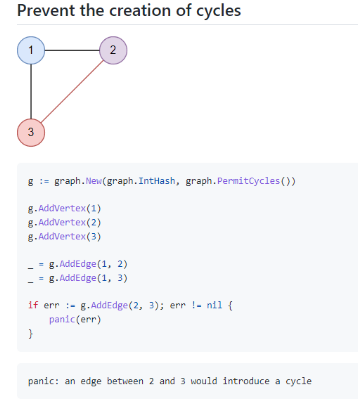 Prevent the creation of cycles
1
2
3
g := graph.New(graph.IntHash, graph.PermitCycles())
g.AddVertex(1)
g.AddVertex(2)
g.AddVertex(3)
_ = g.AddEdge(1, 2)
_ = g.AddEdge(1, 3)
if err := g.AddEdge(2, 3); err != nil {
    panic(err)
}
panic: an edge between 2 and 3 would introduce a cycle